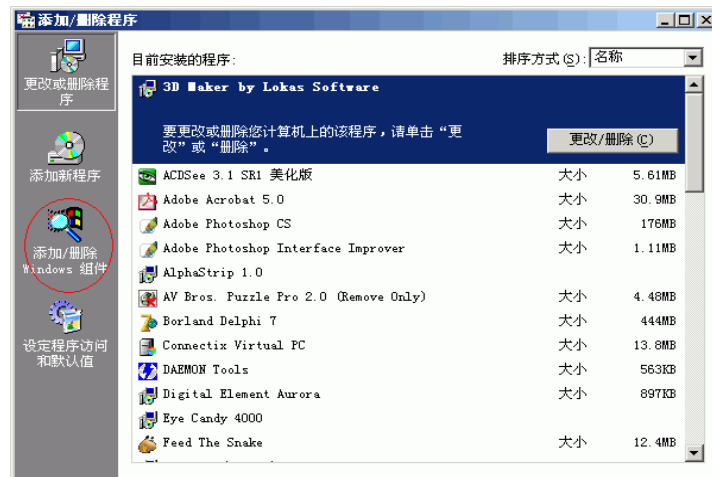 添加/删除程序
更改或删除程
序
添加新程序
添加/删除
Windows 组件
设定程序访问
和默认值
目前安装的程序:
排序方式(S): 名称
3D Maker by Lokas Software
要更改或删除您计算机上的该程序，请单击“更
改”或“删除”。
更改/删除(C)
ACDSee 3.1 SR1 美化版 大小 5.61MB
Adobe Acrobat 5.0 大小 30.9MB
Adobe Photoshop CS 大小 176MB
Adobe Photoshop Interface Improver 大小 1.11MB
AlphaStrip 1.0
AV Bros. Puzzle Pro 2.0 (Remove Only) 大小 4.48MB
Borland Delphi 7 大小 444MB
Connectix Virtual PC 大小 13.8MB
DAEMON Tools 大小 563KB
Digital Element Aurora 大小 897KB
Eye Candy 4000
Feed The Snake 大小 12.4MB